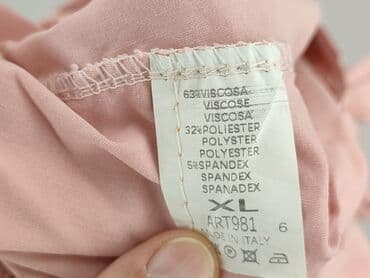 63%VISCOSA
VISCOSE
VISCOSA
32%POLIESTER
POLYSTER
POLYESTER
5%SPANDEX
SPANDEX
SPANADEX
XL
ART981 6
MADE IN ITALY